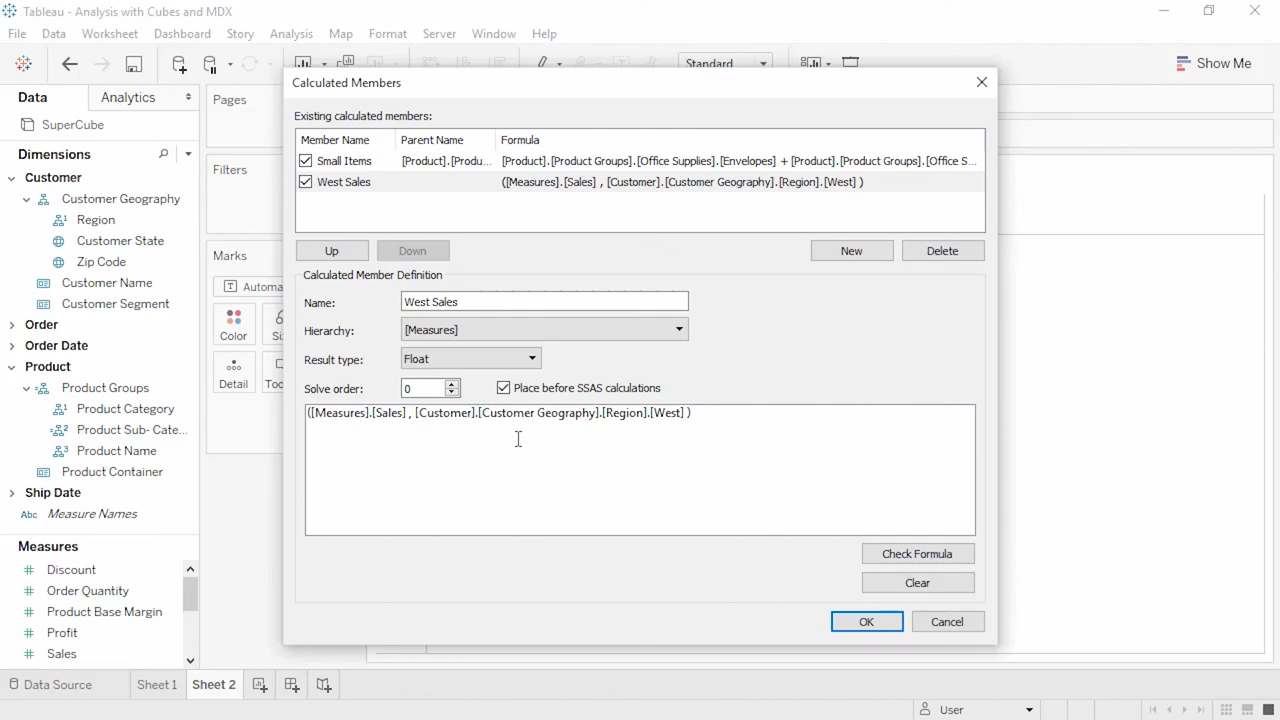 Tableau - Analysis with Cubes and MDX
File Data Worksheet Dashboard Story Analysis Map Format Server Window Help
Standard
Show Me
Data Analytics
SuperCube
Dimensions
Customer
Customer Geography
Region
Customer State
Zip Code
Customer Name
Customer Segment
Order
Order Date
Product
Product Groups
Product Category
Product Sub- Cate...
Product Name
Product Container
Ship Date
Abc Measure Names
Measures
Discount
Order Quantity
Product Base Margin
Profit
Sales
Pages
Filters
Marks
T Automa
Color Si
Detail Too
Calculated Members
Existing calculated members:
Member Name Parent Name Formula
Small Items [Product].[Produ... [Product].[Product Groups].[Office Supplies].[Envelopes] + [Product].[Product Groups].[Office S...
West Sales ([Measures].[Sales] , [Customer].[Customer Geography].[Region].[West] )
Up Down New Delete
Calculated Member Definition
Name: West Sales
Hierarchy: [Measures]
Result type: Float
Solve order: 0 Place before SSAS calculations
([Measures].[Sales] , [Customer].[Customer Geography].[Region].[West] )
Check Formula
Clear
OK Cancel
Data Source Sheet 1 Sheet 2
User